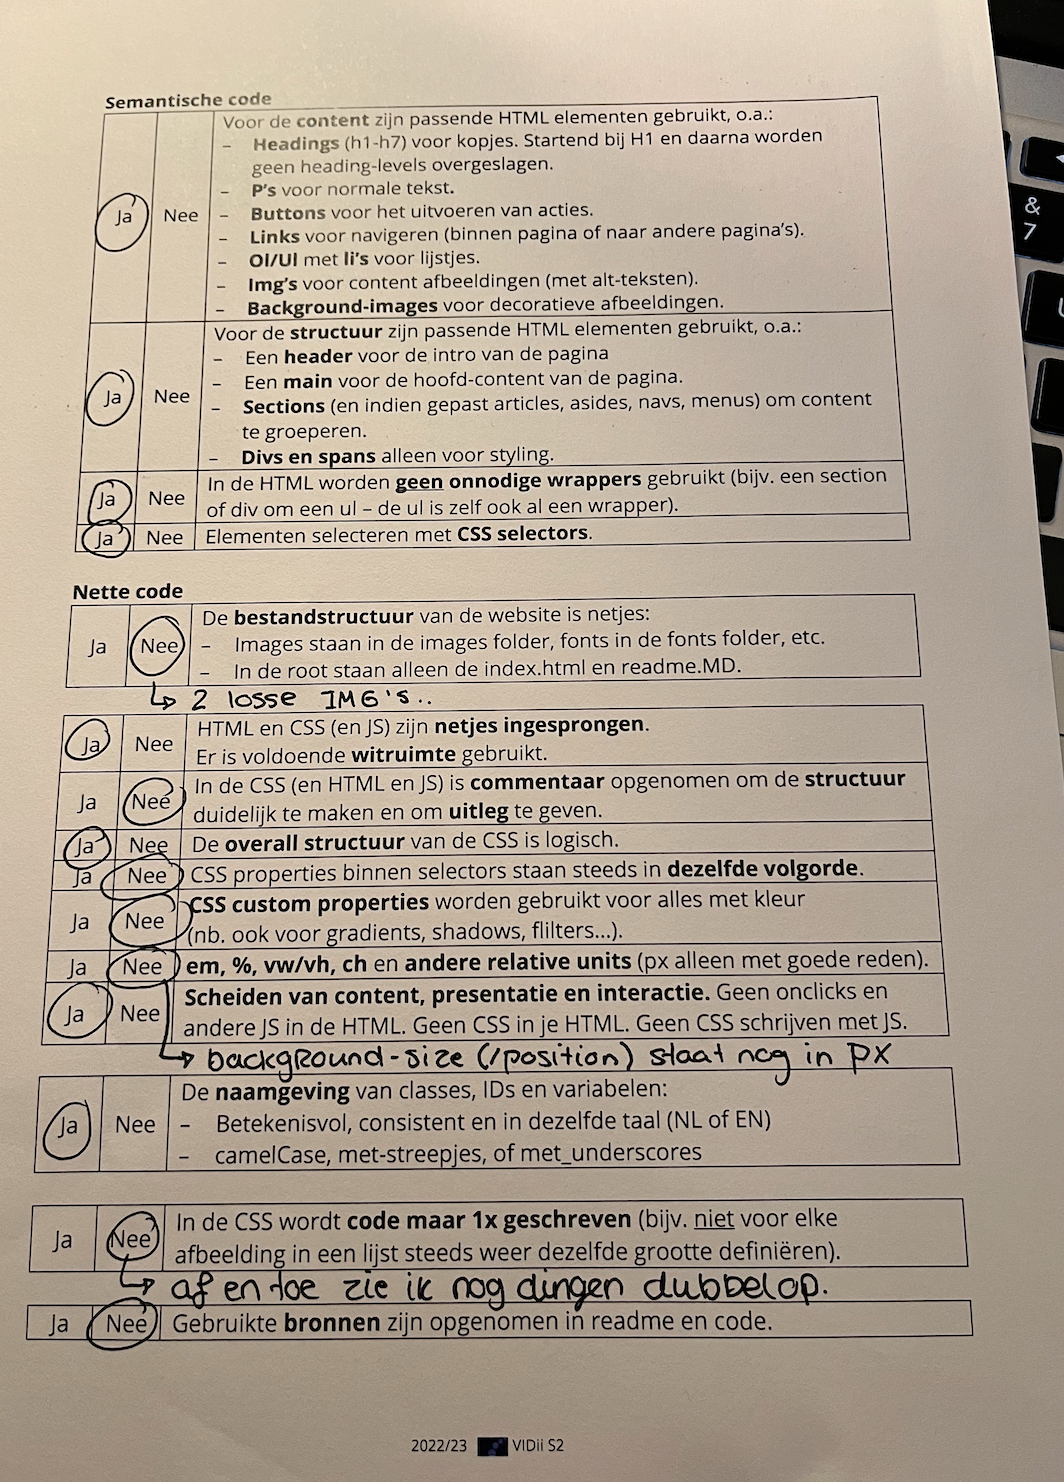 Semantische code
Voor de content zijn passende HTML elementen gebruikt, o.a.:
- Headings (h1-h7) voor kopjes. Startend bij H1 en daarna worden
geen heading-levels overgeslagen.
- P's voor normale tekst.
Ja Nee - Buttons voor het uitvoeren van acties.
- Links voor navigeren (binnen pagina of naar andere pagina's).
- Ol/Ul met li's voor lijstjes.
- Img's voor content afbeeldingen (met alt-teksten).
- Background-images voor decoratieve afbeeldingen.
Voor de structuur zijn passende HTML elementen gebruikt, o.a.:
- Een header voor de intro van de pagina
- Een main voor de hoofd-content van de pagina.
Ja Nee - Sections (en indien gepast articles, asides, navs, menus) om content
te groeperen.
- Divs en spans alleen voor styling.
In de HTML worden geen onnodige wrappers gebruikt (bijv. een section
Ja Nee of div om een ul – de ul is zelf ook al een wrapper).
Ja Nee Elementen selecteren met CSS selectors.
Nette code
De bestandstructuur van de website is netjes:
Ja Nee - Images staan in de images folder, fonts in de fonts folder, etc.
- In de root staan alleen de index.html en readme.MD.
↳ 2 losse IMG's..
HTML en CSS (en JS) zijn netjes ingesprongen.
Ja Nee Er is voldoende witruimte gebruikt.
In de CSS (en HTML en JS) is commentaar opgenomen om de structuur
Ja Nee duidelijk te maken en om uitleg te geven.
Ja Nee De overall structuur van de CSS is logisch.
Ja Nee CSS properties binnen selectors staan steeds in dezelfde volgorde.
CSS custom properties worden gebruikt voor alles met kleur
Ja Nee (nb. ook voor gradients, shadows, flilters...).
Ja Nee em, %, vw/vh, ch en andere relative units (px alleen met goede reden).
Scheiden van content, presentatie en interactie. Geen onclicks en
Ja Nee andere JS in de HTML. Geen CSS in je HTML. Geen CSS schrijven met JS.
↳ background-size (/position) staat nog in px
De naamgeving van classes, IDs en variabelen:
Ja Nee - Betekenisvol, consistent en in dezelfde taal (NL of EN)
- camelCase, met-streepjes, of met_underscores
In de CSS wordt code maar 1x geschreven (bijv. niet voor elke
Ja Nee afbeelding in een lijst steeds weer dezelfde grootte definiëren).
↳ af en toe zie ik nog dingen dubbelop.
Ja Nee Gebruikte bronnen zijn opgenomen in readme en code.
2022/23 VIDii S2
&
7